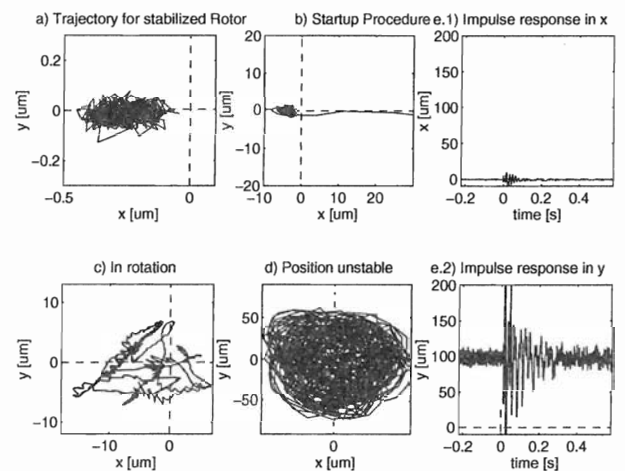 a) Trajectory for stabilized Rotor
b) Startup Procedure
e.1) Impulse response in x
0.2
0
-0.2
y [um]
-0.5
0
x [um]
20
10
0
-10
-20
y [um]
-10
0
10
20
30
x [um]
200
150
100
50
0
x [um]
-0.2
0
0.2
0.4
time [s]
c) In rotation
d) Position unstable
e.2) Impulse response in y
10
0
-10
y [um]
-10
0
x [um]
50
0
-50
y [um]
0
x [um]
200
150
100
50
0
y [um]
-0.2
0
0.2
0.4
time [s]